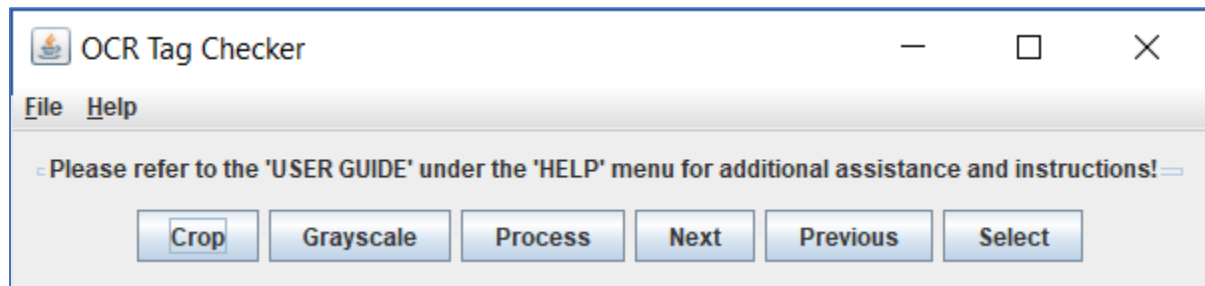 OCR Tag Checker
File Help
Please refer to the 'USER GUIDE' under the 'HELP' menu for additional assistance and instructions!
Crop Grayscale Process Next Previous Select